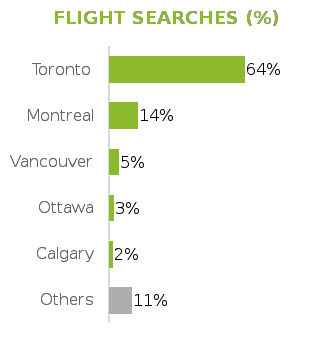 FLIGHT SEARCHES (%)
Toronto 64%
Montreal 14%
Vancouver 5%
Ottawa 3%
Calgary 2%
Others 11%